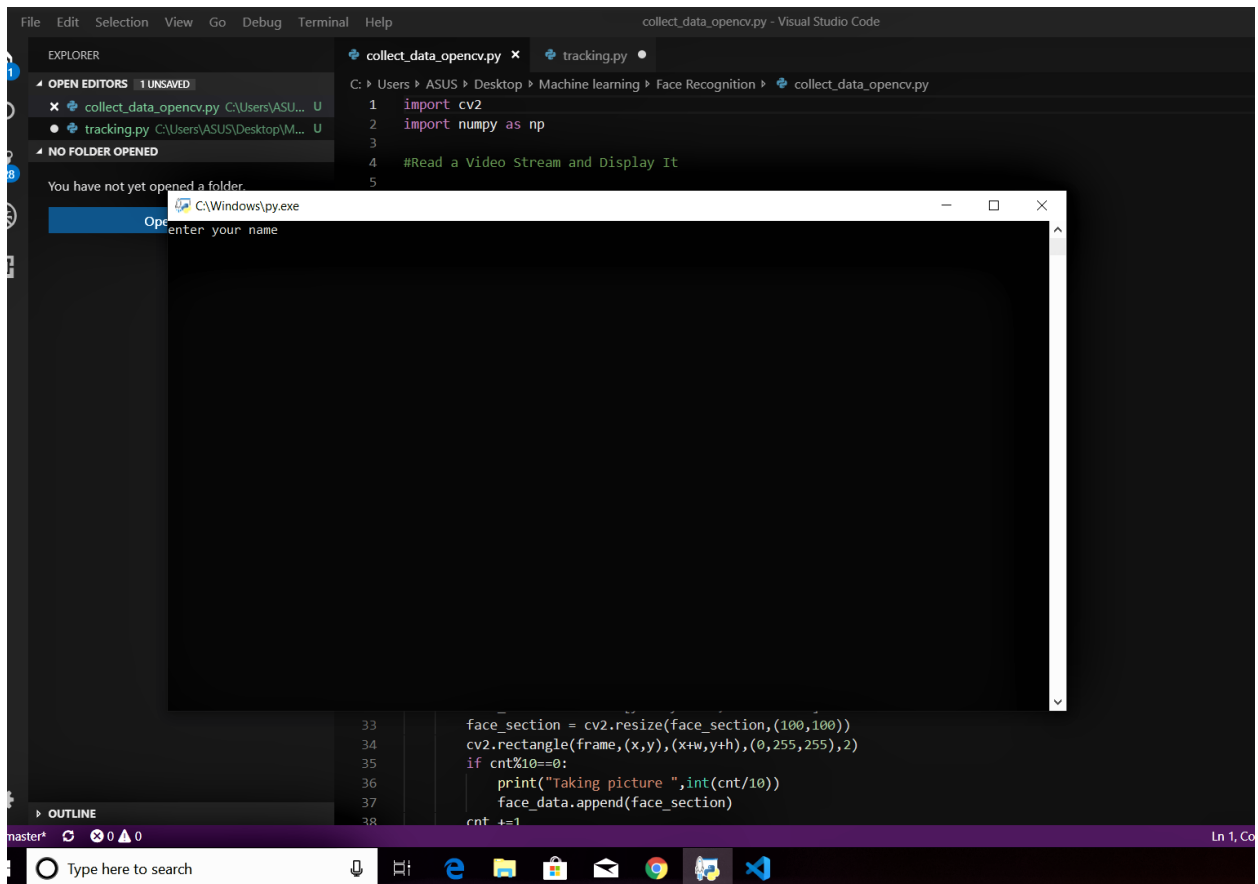 File Edit Selection View Go Debug Terminal Help
collect_data_opencv.py - Visual Studio Code
EXPLORER
OPEN EDITORS 1 UNSAVED
collect_data_opencv.py C:\Users\ASU... U
tracking.py C:\Users\ASUS\Desktop\M... U
NO FOLDER OPENED
You have not yet opened a folder.
1
28
collect_data_opencv.py
tracking.py
C: Users ASUS Desktop Machine learning Face Recognition collect_data_opencv.py
1 import cv2
2 import numpy as np
3
4 #Read a Video Stream and Display It
5
C:\Windows\py.exe
enter your name
33 face_section = cv2.resize(face_section,(100,100))
34 cv2.rectangle(frame,(x,y),(x+w,y+h),(0,255,255),2)
35 if cnt%10==0:
36 print("Taking picture ",int(cnt/10))
37 face_data.append(face_section)
38 cnt +=1
OUTLINE
0 0
Ln 1,
Type here to search